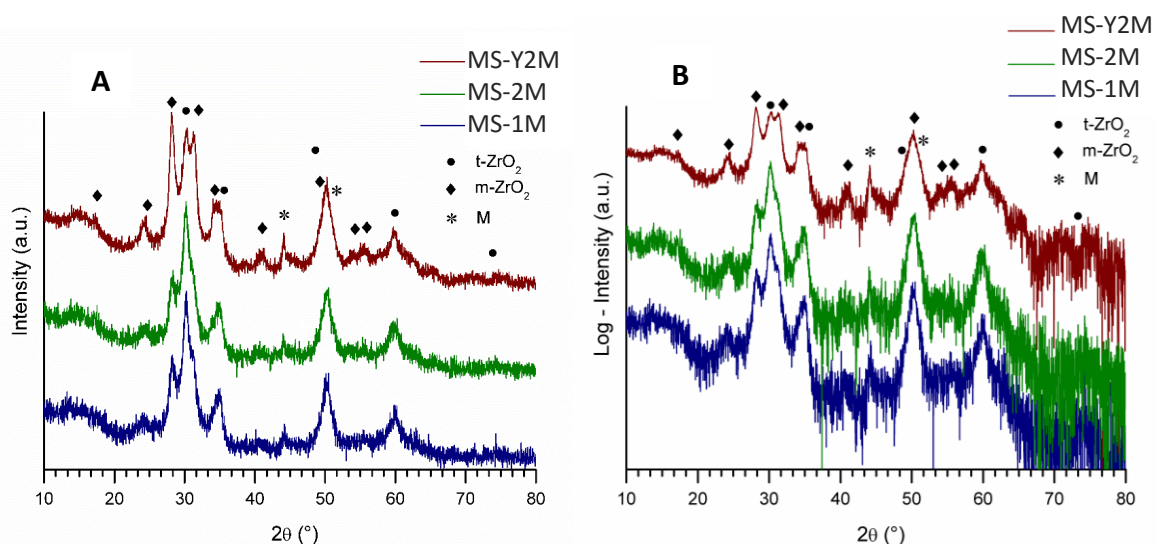 A
MS-Y2M
MS-2M
MS-1M
t-ZrO₂
m-ZrO₂
M
Intensity (a.u.)
10 20 30 40 50 60 70 80
2θ (°)
B
MS-Y2M
MS-2M
MS-1M
t-ZrO₂
m-ZrO₂
M
Log - Intensity (a.u.)
10 20 30 40 50 60 70 80
2θ (°)